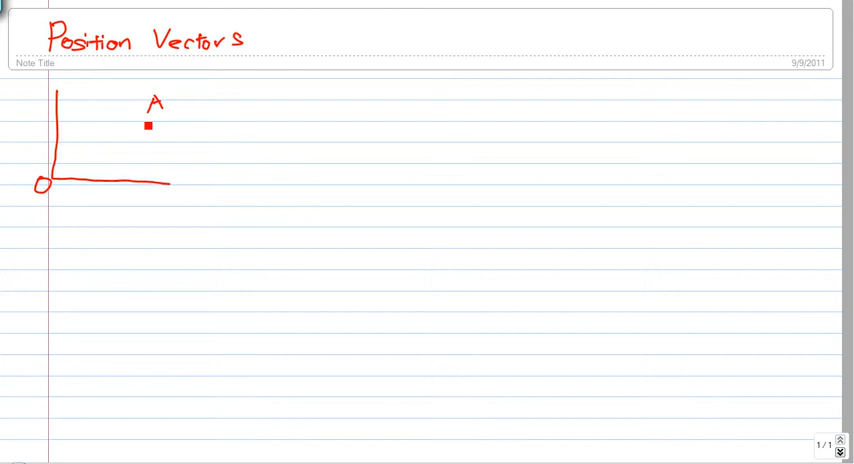 Position Vectors
Note Title
9/9/2011
A
O
1 / 1